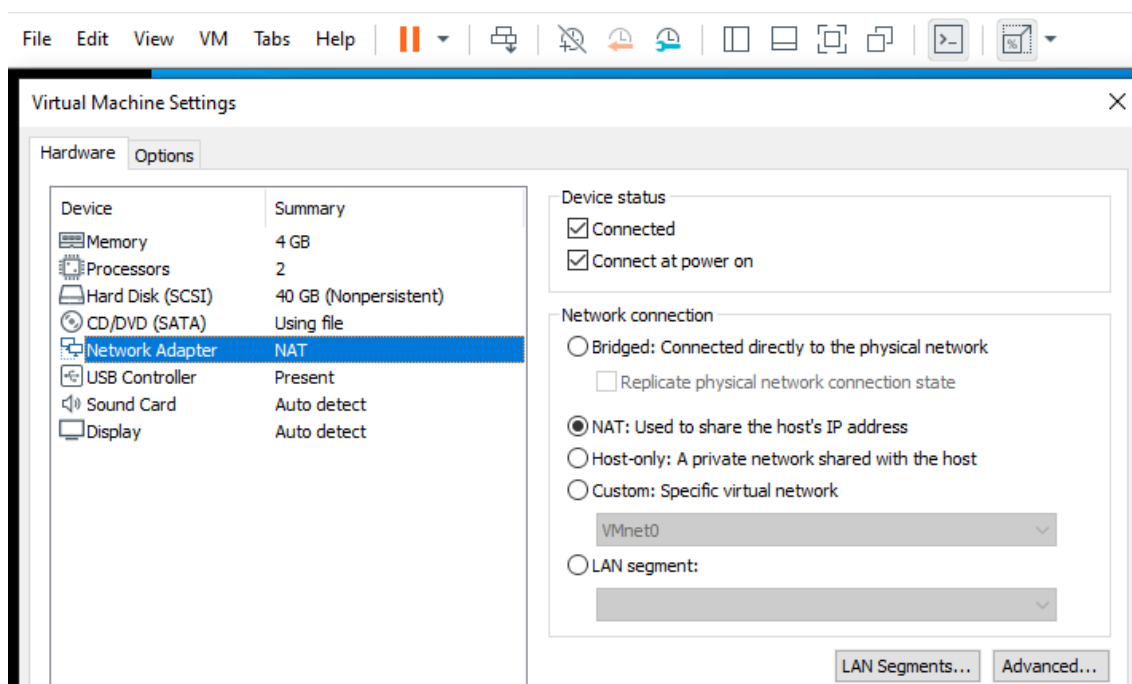 File Edit View VM Tabs Help
Virtual Machine Settings
Hardware Options
Device Summary
Memory 4 GB
Processors 2
Hard Disk (SCSI) 40 GB (Nonpersistent)
CD/DVD (SATA) Using file
Network Adapter NAT
USB Controller Present
Sound Card Auto detect
Display Auto detect
Device status
Connected
Connect at power on
Network connection
Bridged: Connected directly to the physical network
Replicate physical network connection state
NAT: Used to share the host's IP address
Host-only: A private network shared with the host
Custom: Specific virtual network
VMnet0
LAN segment:
LAN Segments... Advanced...